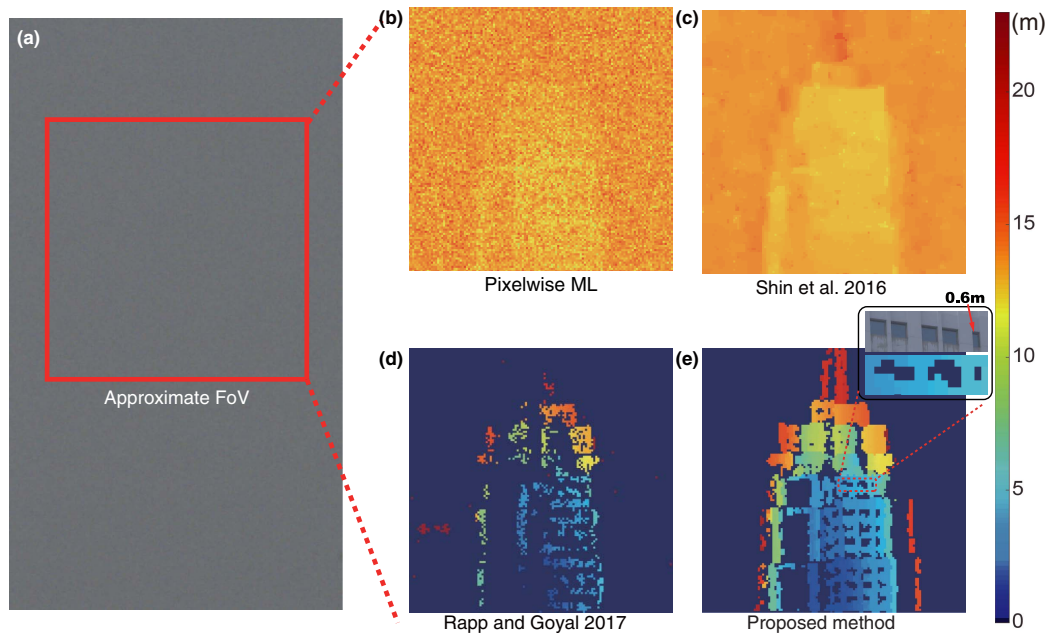 (a)
Approximate FoV
(b)
Pixelwise ML
(c)
Shin et al. 2016
(m)
20
15
10
5
0
0.6m
(d)
Rapp and Goyal 2017
(e)
Proposed method